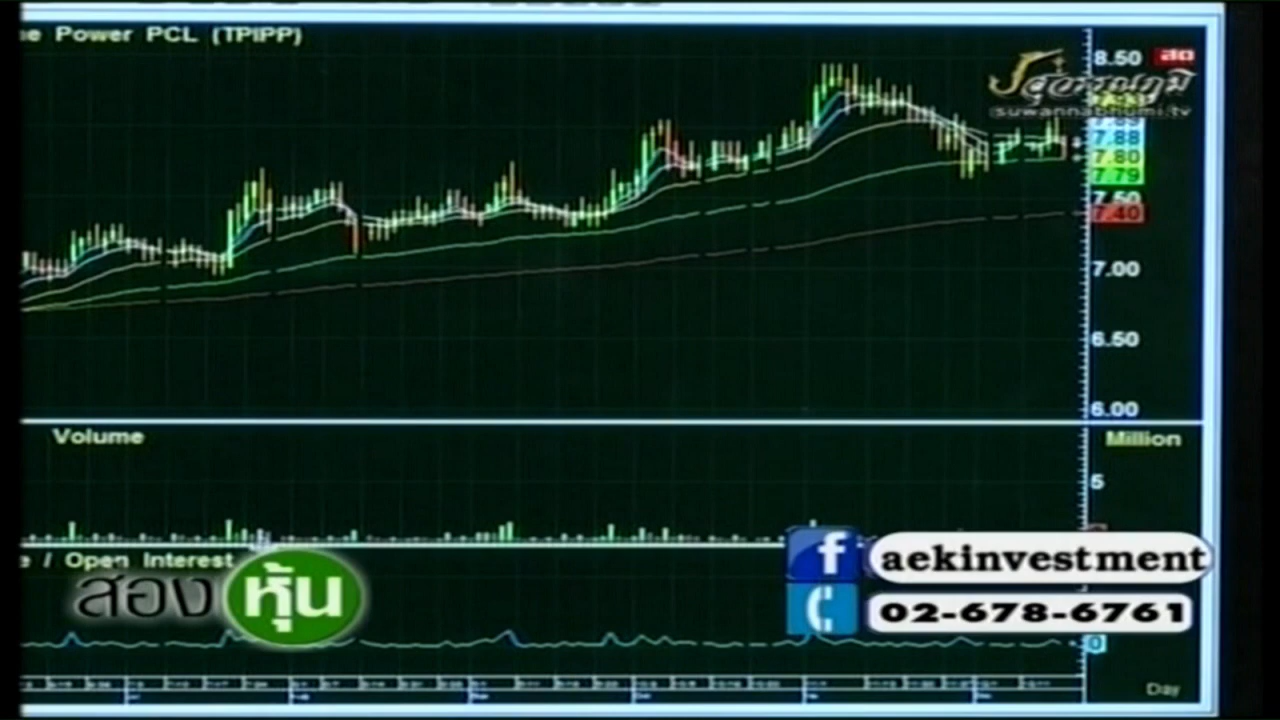 e Power PCL (TPIPP)
8.50
สด
สุวรรณภูมิ
suwannabhumi.tv
7.88
7.80
7.79
7.50
7.40
7.00
6.50
6.00
Volume
Million
5
e / Open Interest
สอง หุ้น
f aekinvestment
02-678-6761
0
Day